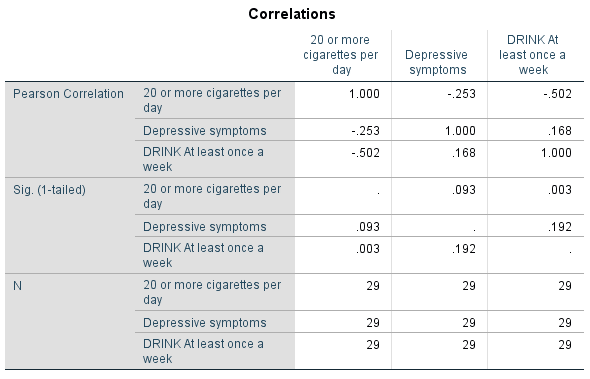 Correlations
20 or more cigarettes per day Depressive symptoms DRINK At least once a week
Pearson Correlation 20 or more cigarettes per day 1.000 -.253 -.502
Depressive symptoms -.253 1.000 .168
DRINK At least once a week -.502 .168 1.000
Sig. (1-tailed) 20 or more cigarettes per day . .093 .003
Depressive symptoms .093 . .192
DRINK At least once a week .003 .192 .
N 20 or more cigarettes per day 29 29 29
Depressive symptoms 29 29 29
DRINK At least once a week 29 29 29